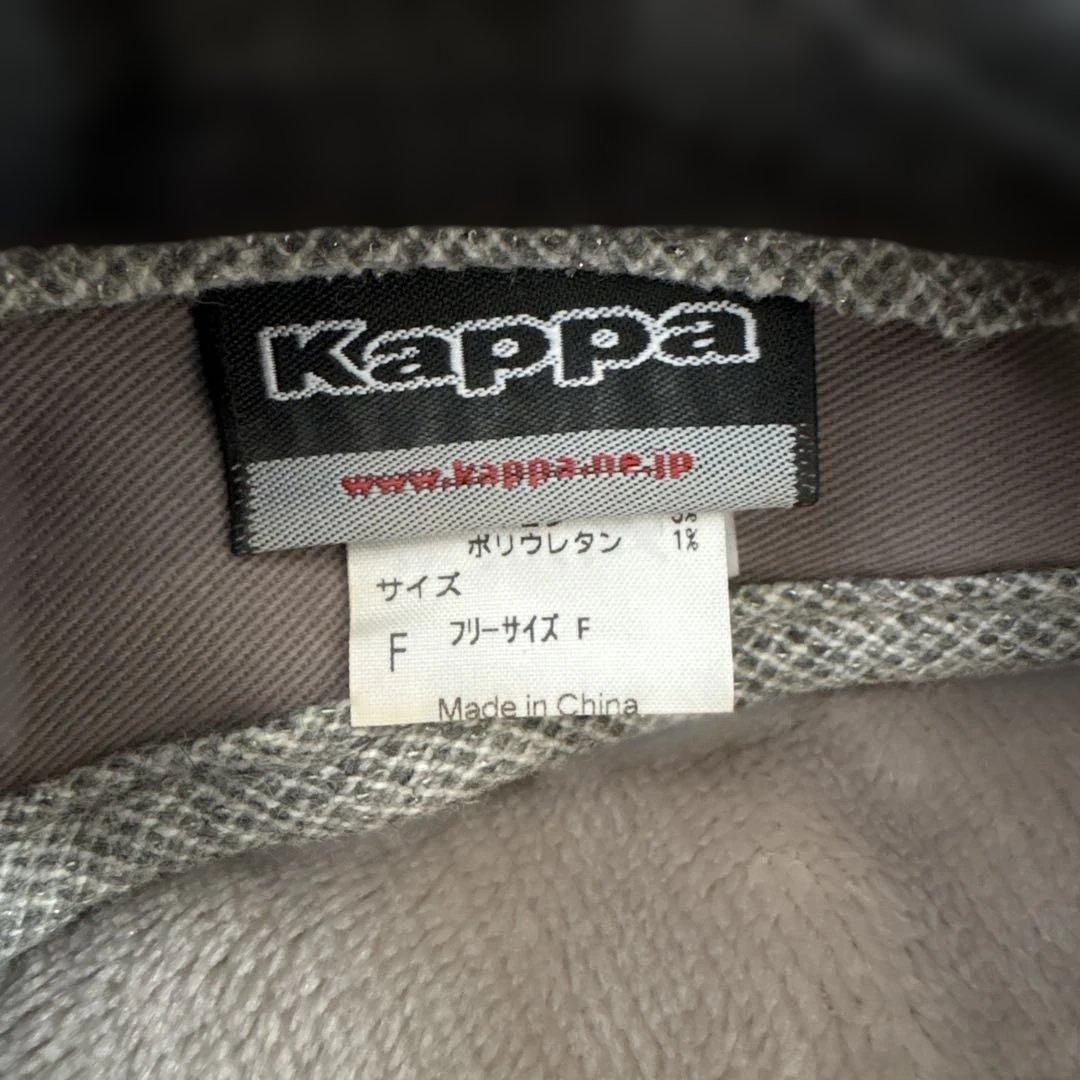 Kappa
www.kappa.ne.jp
ポリウレタン 1%
サイズ
F フリーサイズ F
Made in China